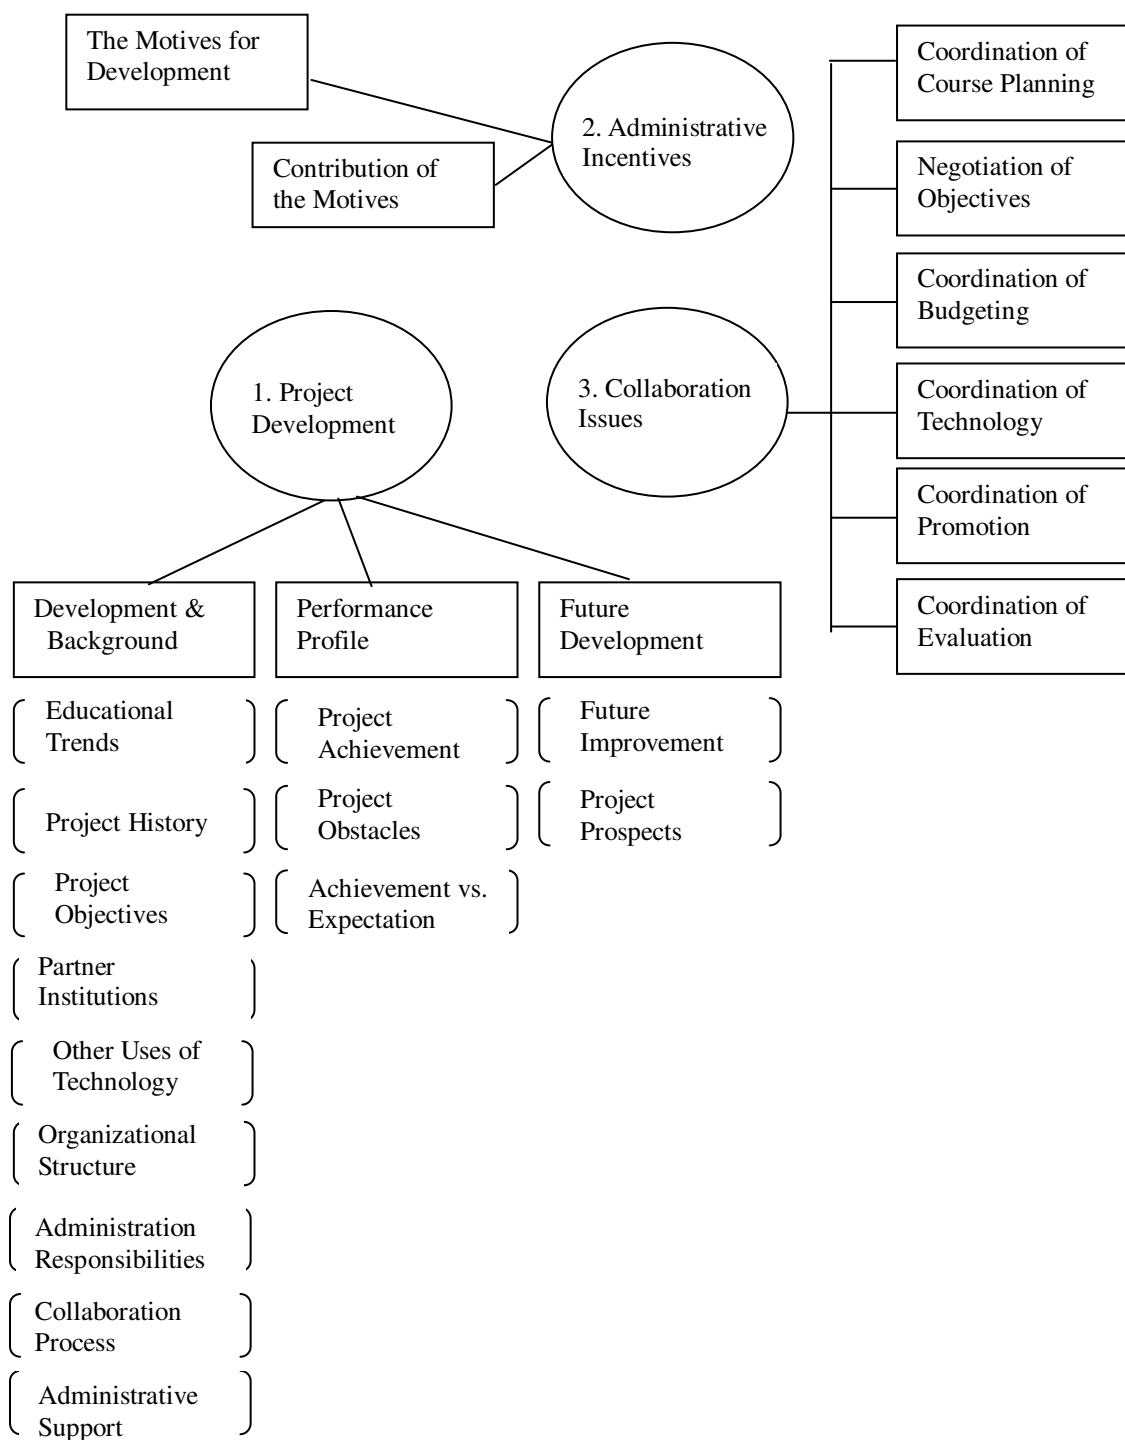 The Motives for
Development
Contribution of
the Motives
2. Administrative
Incentives
Coordination of
Course Planning
Negotiation of
Objectives
Coordination of
Budgeting
Coordination of
Technology
Coordination of
Promotion
Coordination of
Evaluation
3. Collaboration
Issues
1. Project
Development
Development &
Background
Educational
Trends
Project History
Project
Objectives
Partner
Institutions
Other Uses of
Technology
Organizational
Structure
Administration
Responsibilities
Collaboration
Process
Administrative
Support
Performance
Profile
Project
Achievement
Project
Obstacles
Achievement vs.
Expectation
Future
Development
Future
Improvement
Project
Prospects